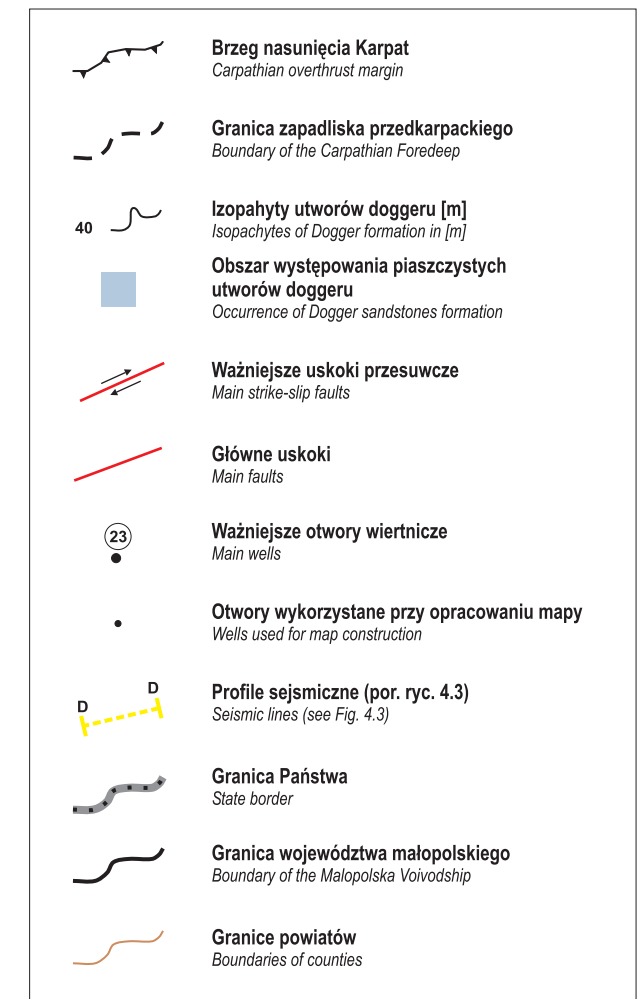 Brzeg nasunięcia Karpat
Carpathian overthrust margin
Granica zapadliska przedkarpackiego
Boundary of the Carpathian Foredeep
40
Izopahyty utworów doggeru [m]
Isopachytes of Dogger formation in [m]
Obszar występowania piaszczystych
utworów doggeru
Occurrence of Dogger sandstones formation
Ważniejsze uskoki przesuwcze
Main strike-slip faults
Główne uskoki
Main faults
23
Ważniejsze otwory wiertnicze
Main wells
Otwory wykorzystane przy opracowaniu mapy
Wells used for map construction
D D
Profile sejsmiczne (por. ryc. 4.3)
Seismic lines (see Fig. 4.3)
Granica Państwa
State border
Granica województwa małopolskiego
Boundary of the Malopolska Voivodship
Granice powiatów
Boundaries of counties